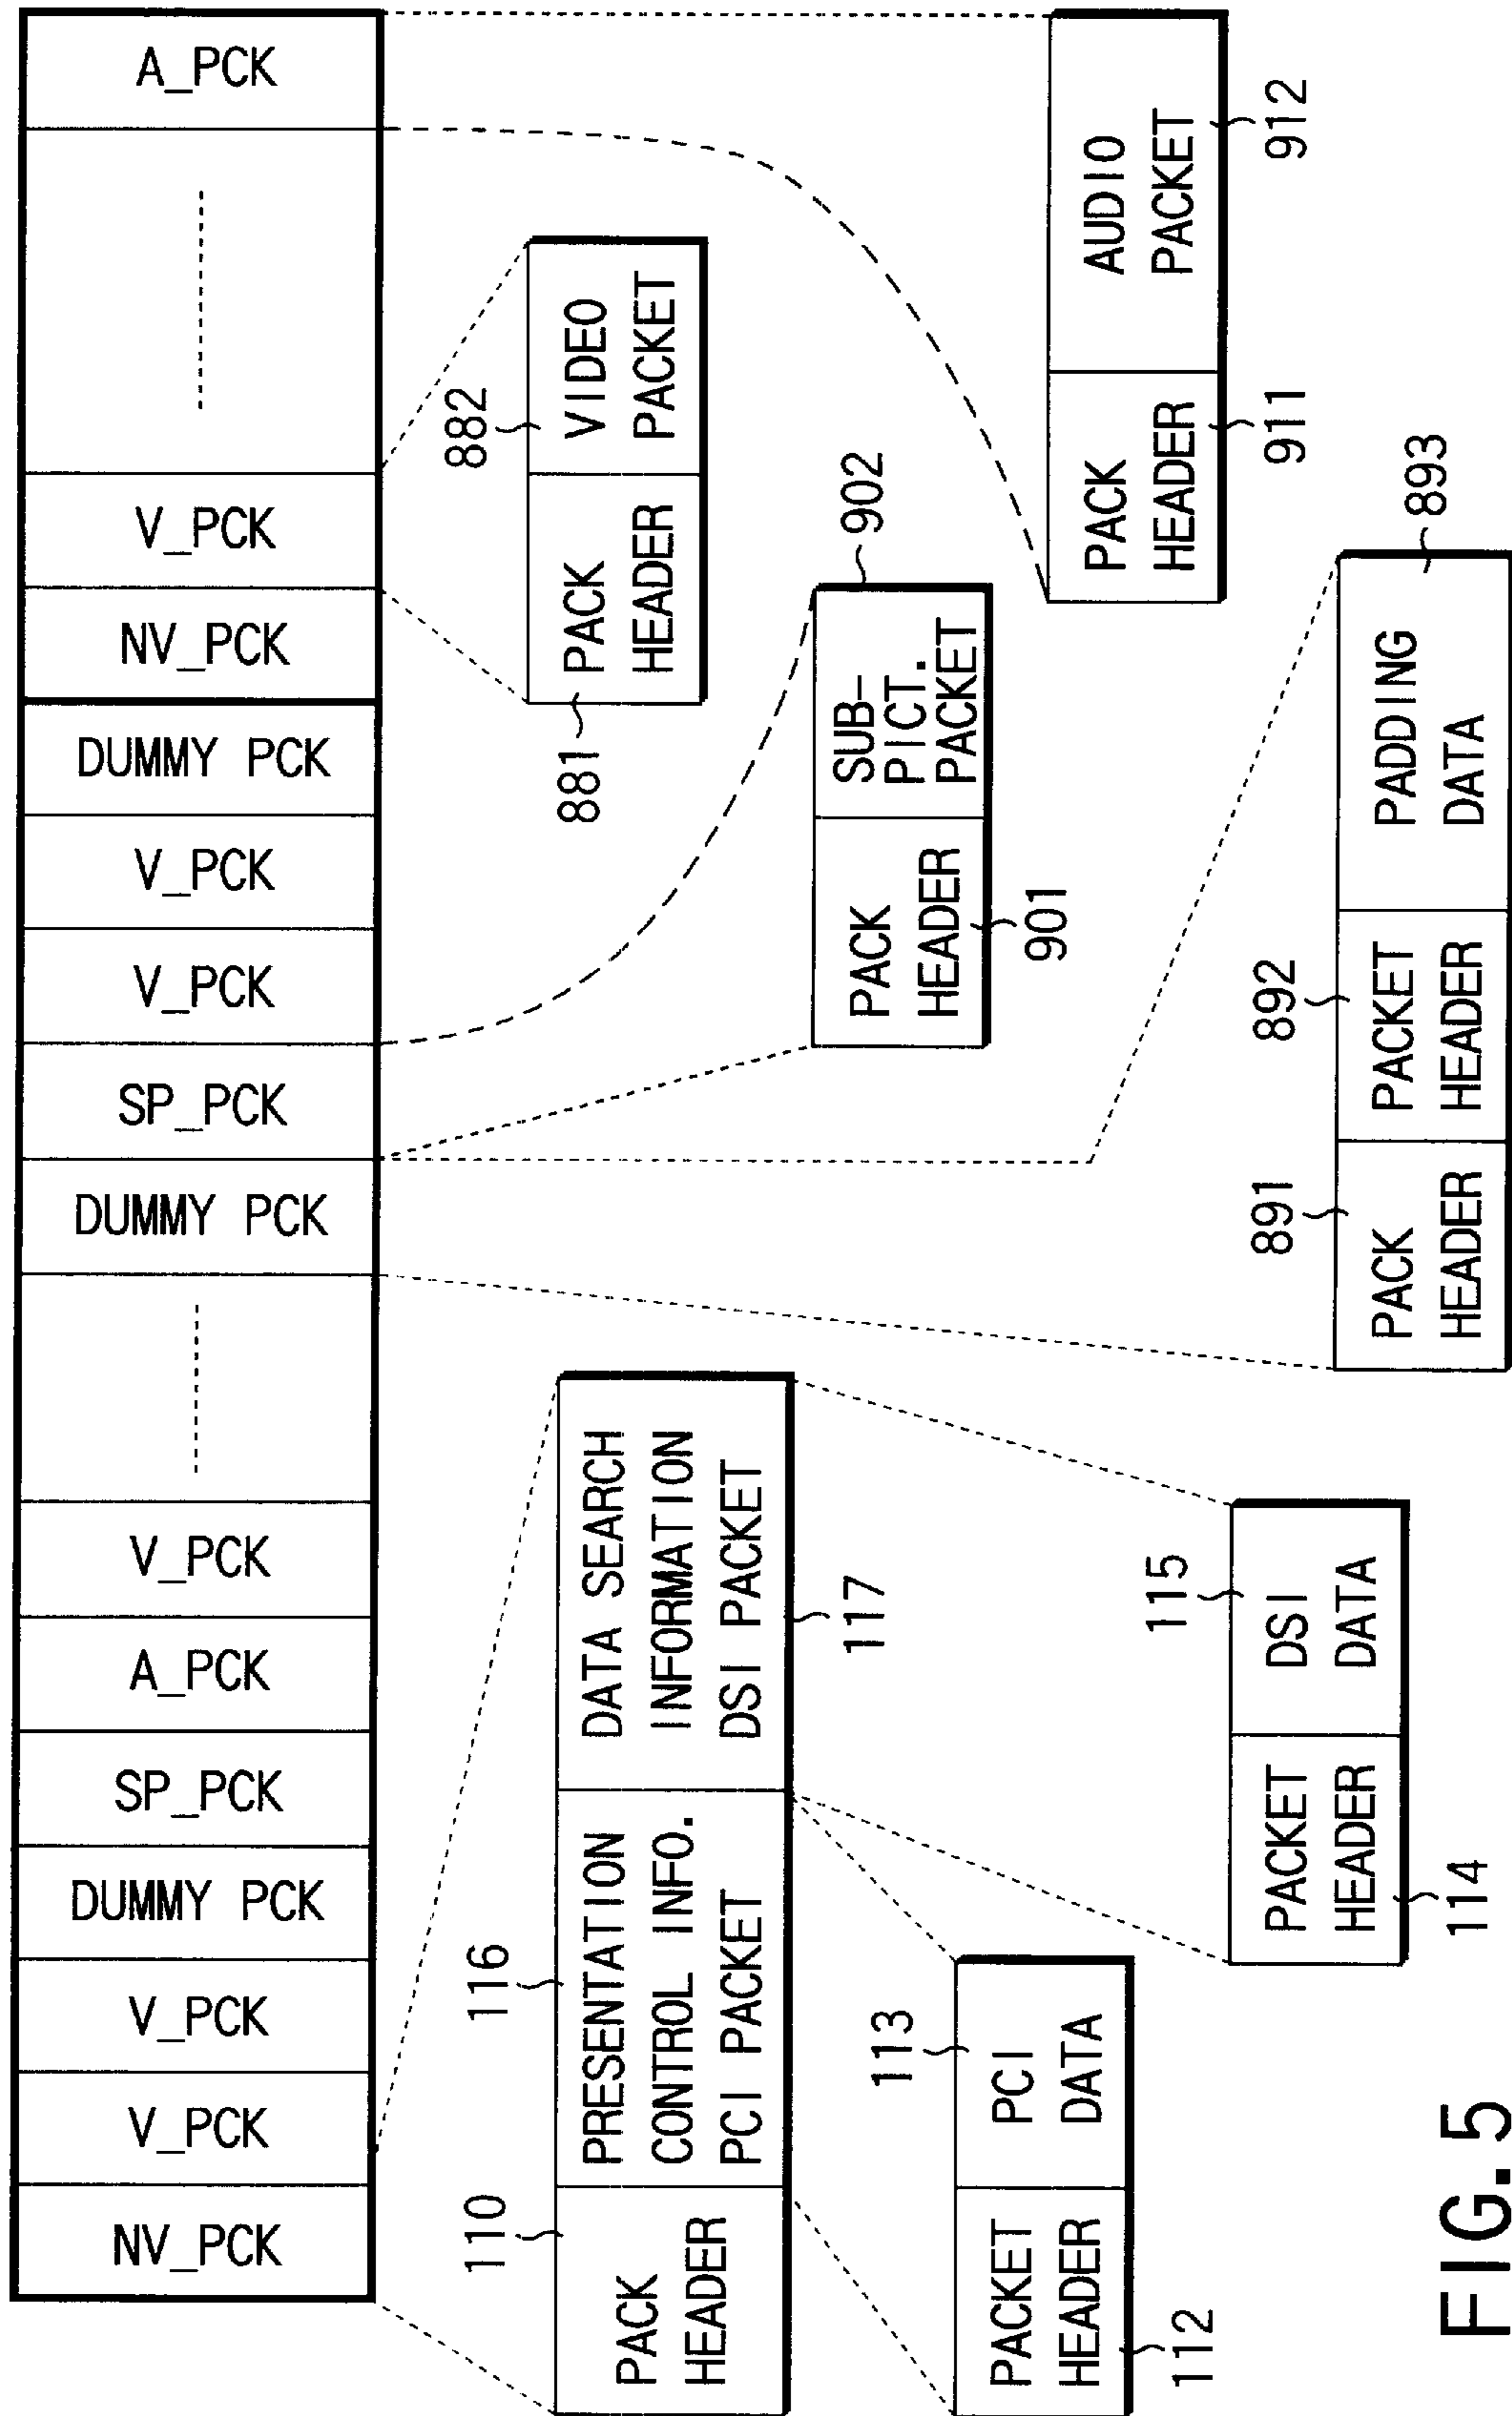 NV_PCK
V_PCK
V_PCK
DUMMY PCK
SP_PCK
A_PCK
V_PCK
DUMMY PCK
SP_PCK
V_PCK
V_PCK
DUMMY PCK
NV_PCK
V_PCK
A_PCK
110
116
PACK
HEADER
PRESENTATION
CONTROL INFO.
PCI PACKET
DATA SEARCH
INFORMATION
DSI PACKET
117
881
882
PACK
HEADER
VIDEO
PACKET
902
PACK
HEADER
SUB-
PICT.
PACKET
901
113
PACKET
HEADER
PCI
DATA
112
PACK
HEADER
AUDIO
PACKET
911
912
115
PACKET
HEADER
DSI
DATA
114
891
892
893
PACK
HEADER
PACKET
HEADER
PADDING
DATA
FIG.5